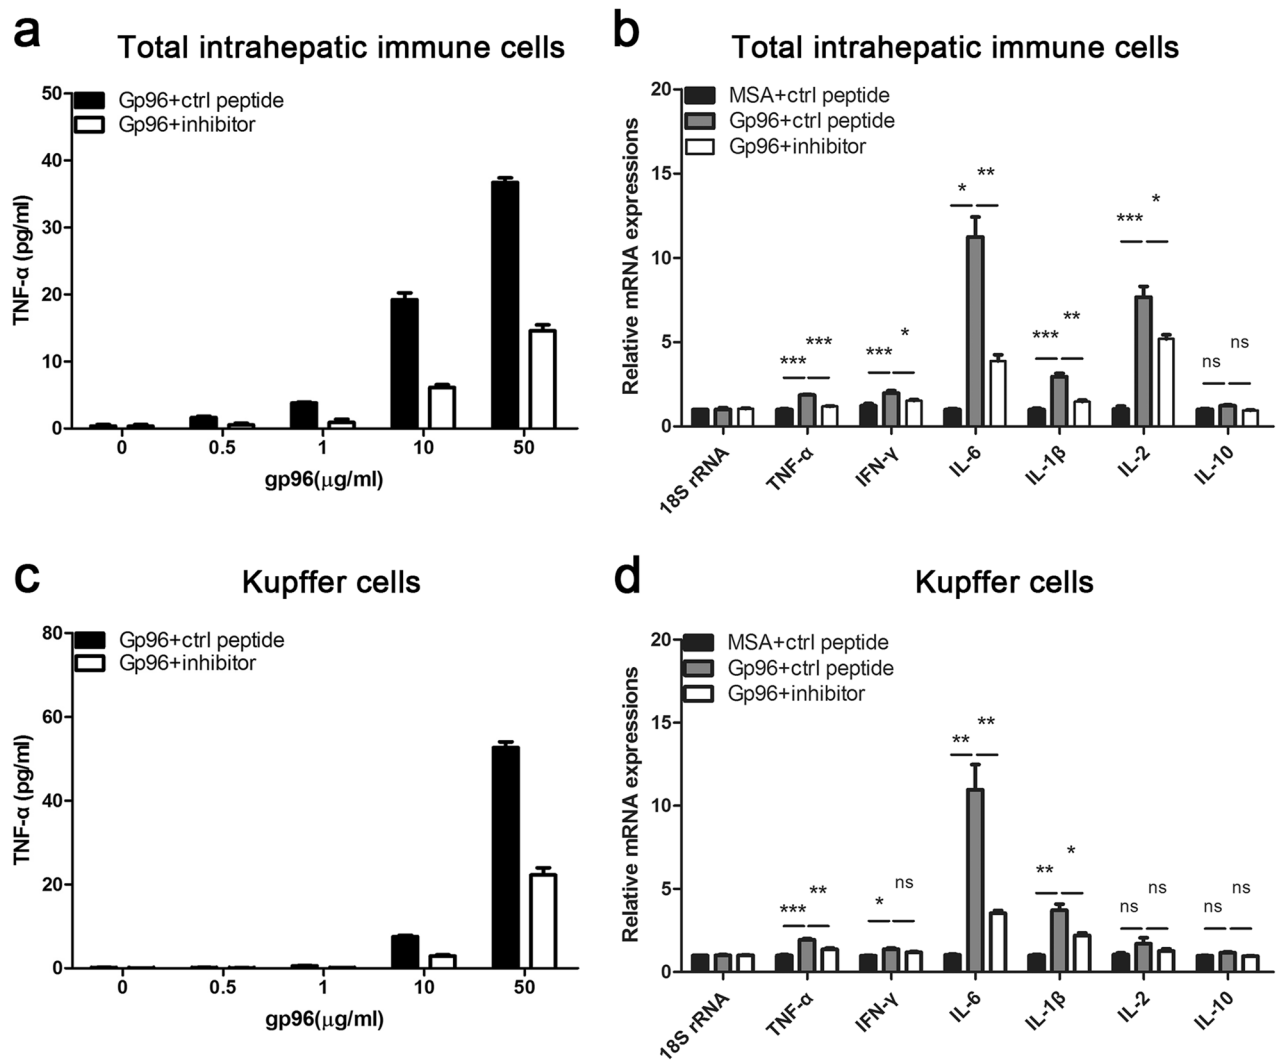 a
Total intrahepatic immune cells
50
40
30
20
10
0
TNF-α (pg/ml)
Gp96+ctrl peptide
Gp96+inhibitor
0 0.5 1 10 50
gp96(μg/ml)
b
Total intrahepatic immune cells
20
15
10
5
0
Relative mRNA expressions
MSA+ctrl peptide
Gp96+ctrl peptide
Gp96+inhibitor
*** ***
*** *
* **
*** **
*** *
ns ns
18S rRNA TNF-α IFN-γ IL-6 IL-1β IL-2 IL-10
c
Kupffer cells
80
60
40
20
0
TNF-α (pg/ml)
Gp96+ctrl peptide
Gp96+inhibitor
0 0.5 1 10 50
gp96(μg/ml)
d
Kupffer cells
20
15
10
5
0
Relative mRNA expressions
MSA+ctrl peptide
Gp96+ctrl peptide
Gp96+inhibitor
*** **
* ns
** **
** *
ns ns
ns ns
18S rRNA TNF-α IFN-γ IL-6 IL-1β IL-2 IL-10